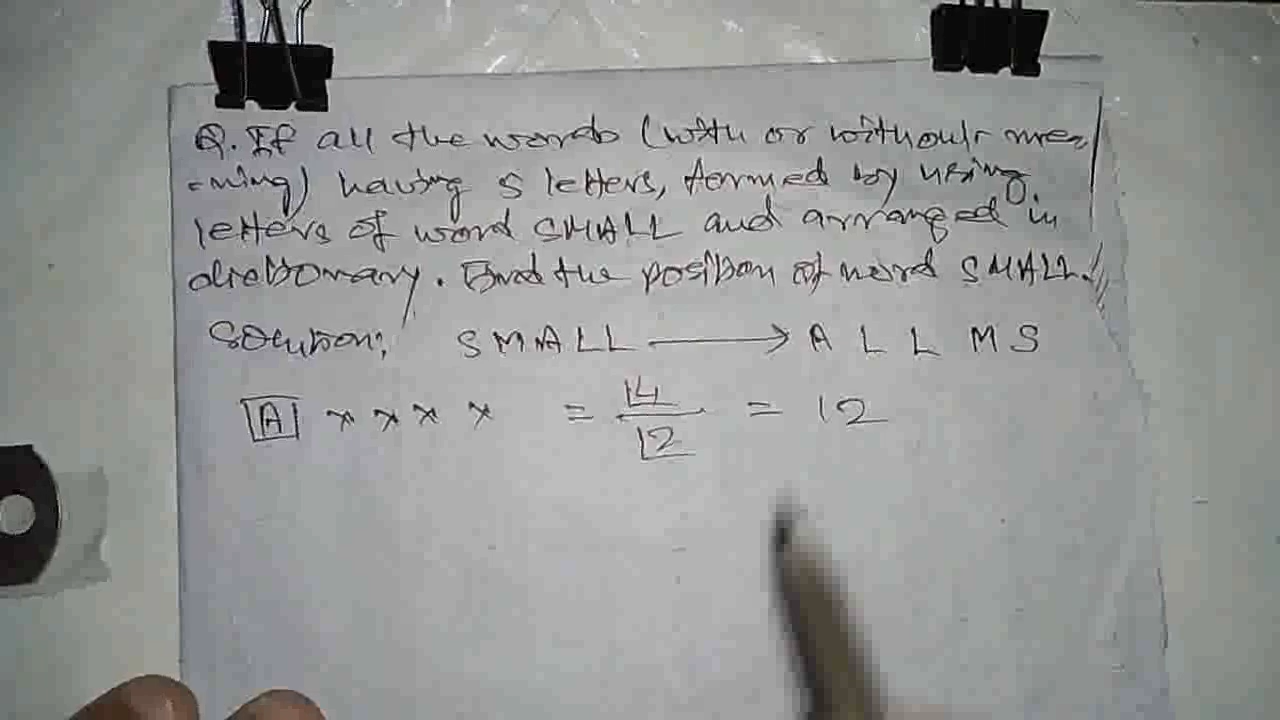 Q. If all the words (with or without mea
-ning) having 5 letters, formed by using
letters of word SMALL and arranged in
dictionary. Find the position of word SMALL.
Solution: SMALL ⟶ A L L M S
[A] * * * * = |4 / |2 = 12